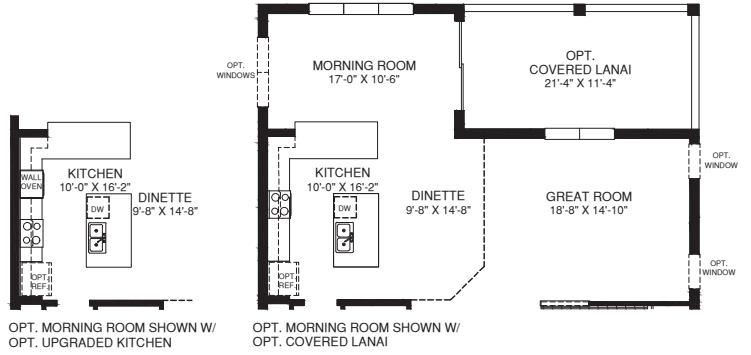 WALL
OVEN
KITCHEN
10'-0" X 16'-2"
DINETTE
9'-8" X 14'-8"
DW
OPT.
REF.
OPT. MORNING ROOM SHOWN W/
OPT. UPGRADED KITCHEN
OPT.
WINDOWS
MORNING ROOM
17'-0" X 10'-6"
OPT.
COVERED LANAI
21'-4" X 11'-4"
KITCHEN
10'-0" X 16'-2"
DINETTE
9'-8" X 14'-8"
DW
OPT.
REF.
GREAT ROOM
18'-8" X 14'-10"
OPT.
WINDOW
OPT.
WINDOW
OPT. MORNING ROOM SHOWN W/
OPT. COVERED LANAI